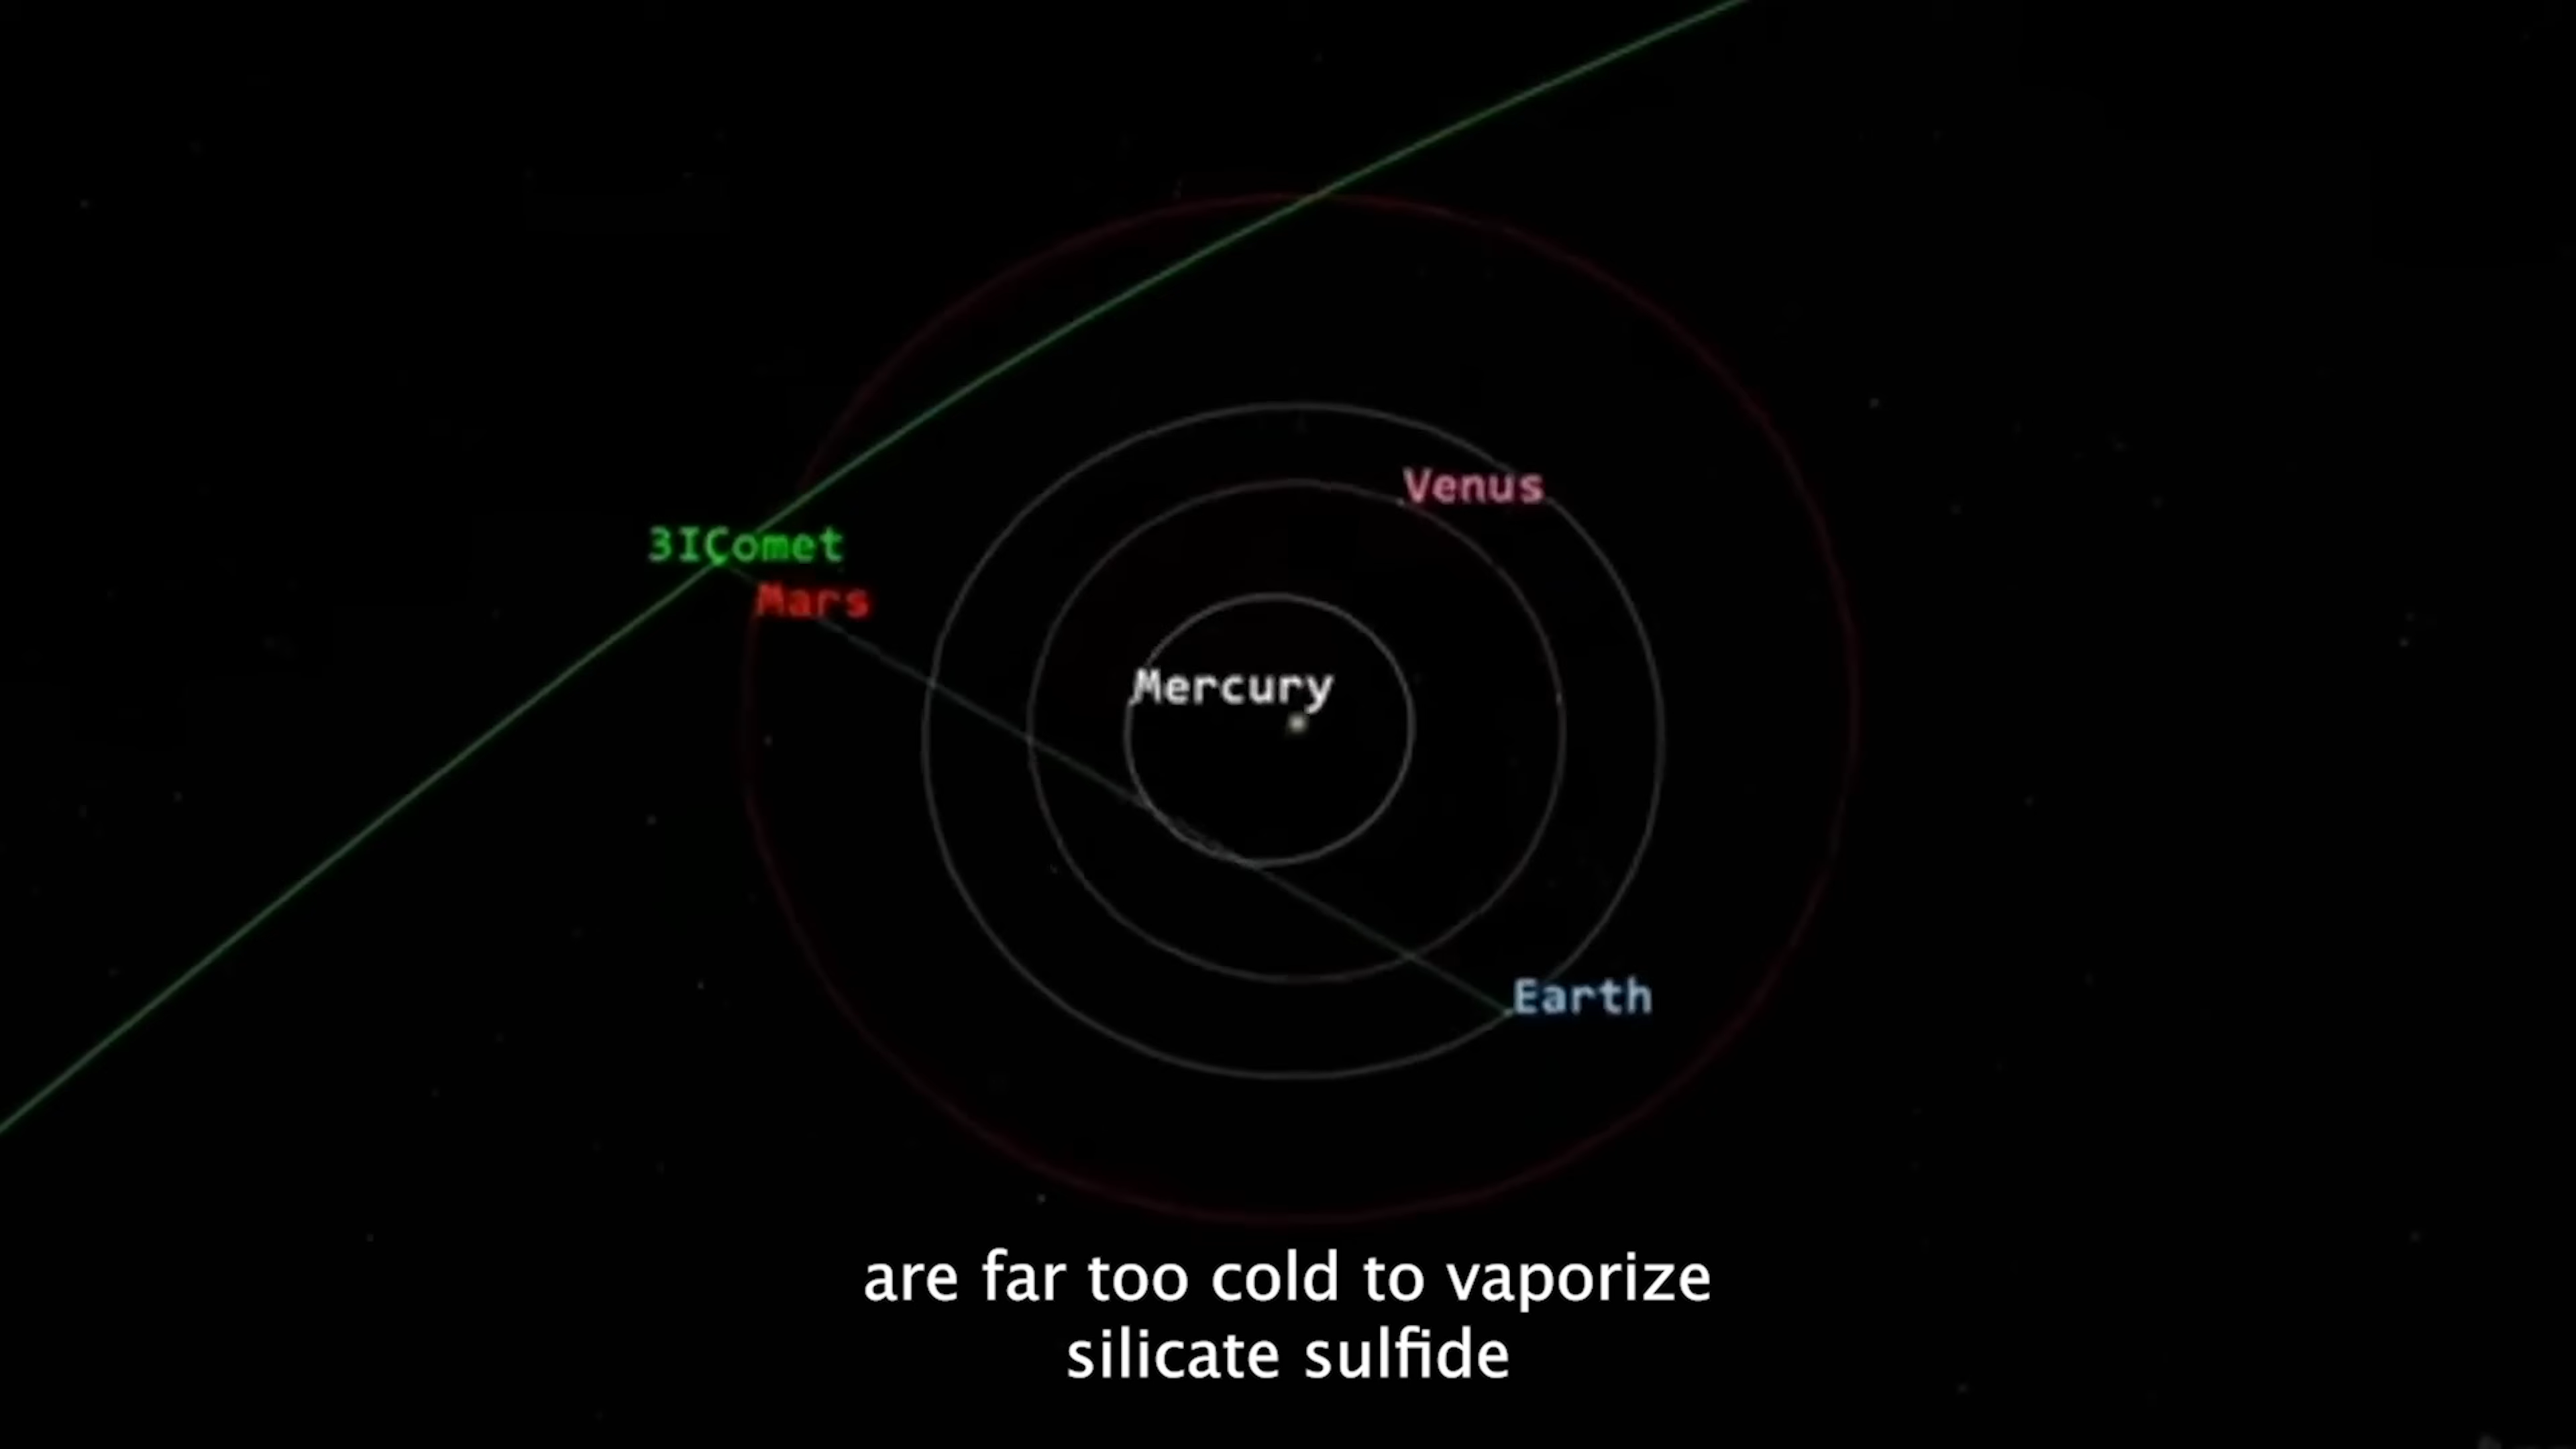 Venus
3IComet
Mars
Mercury
Earth
are far too cold to vaporize
silicate sulfide